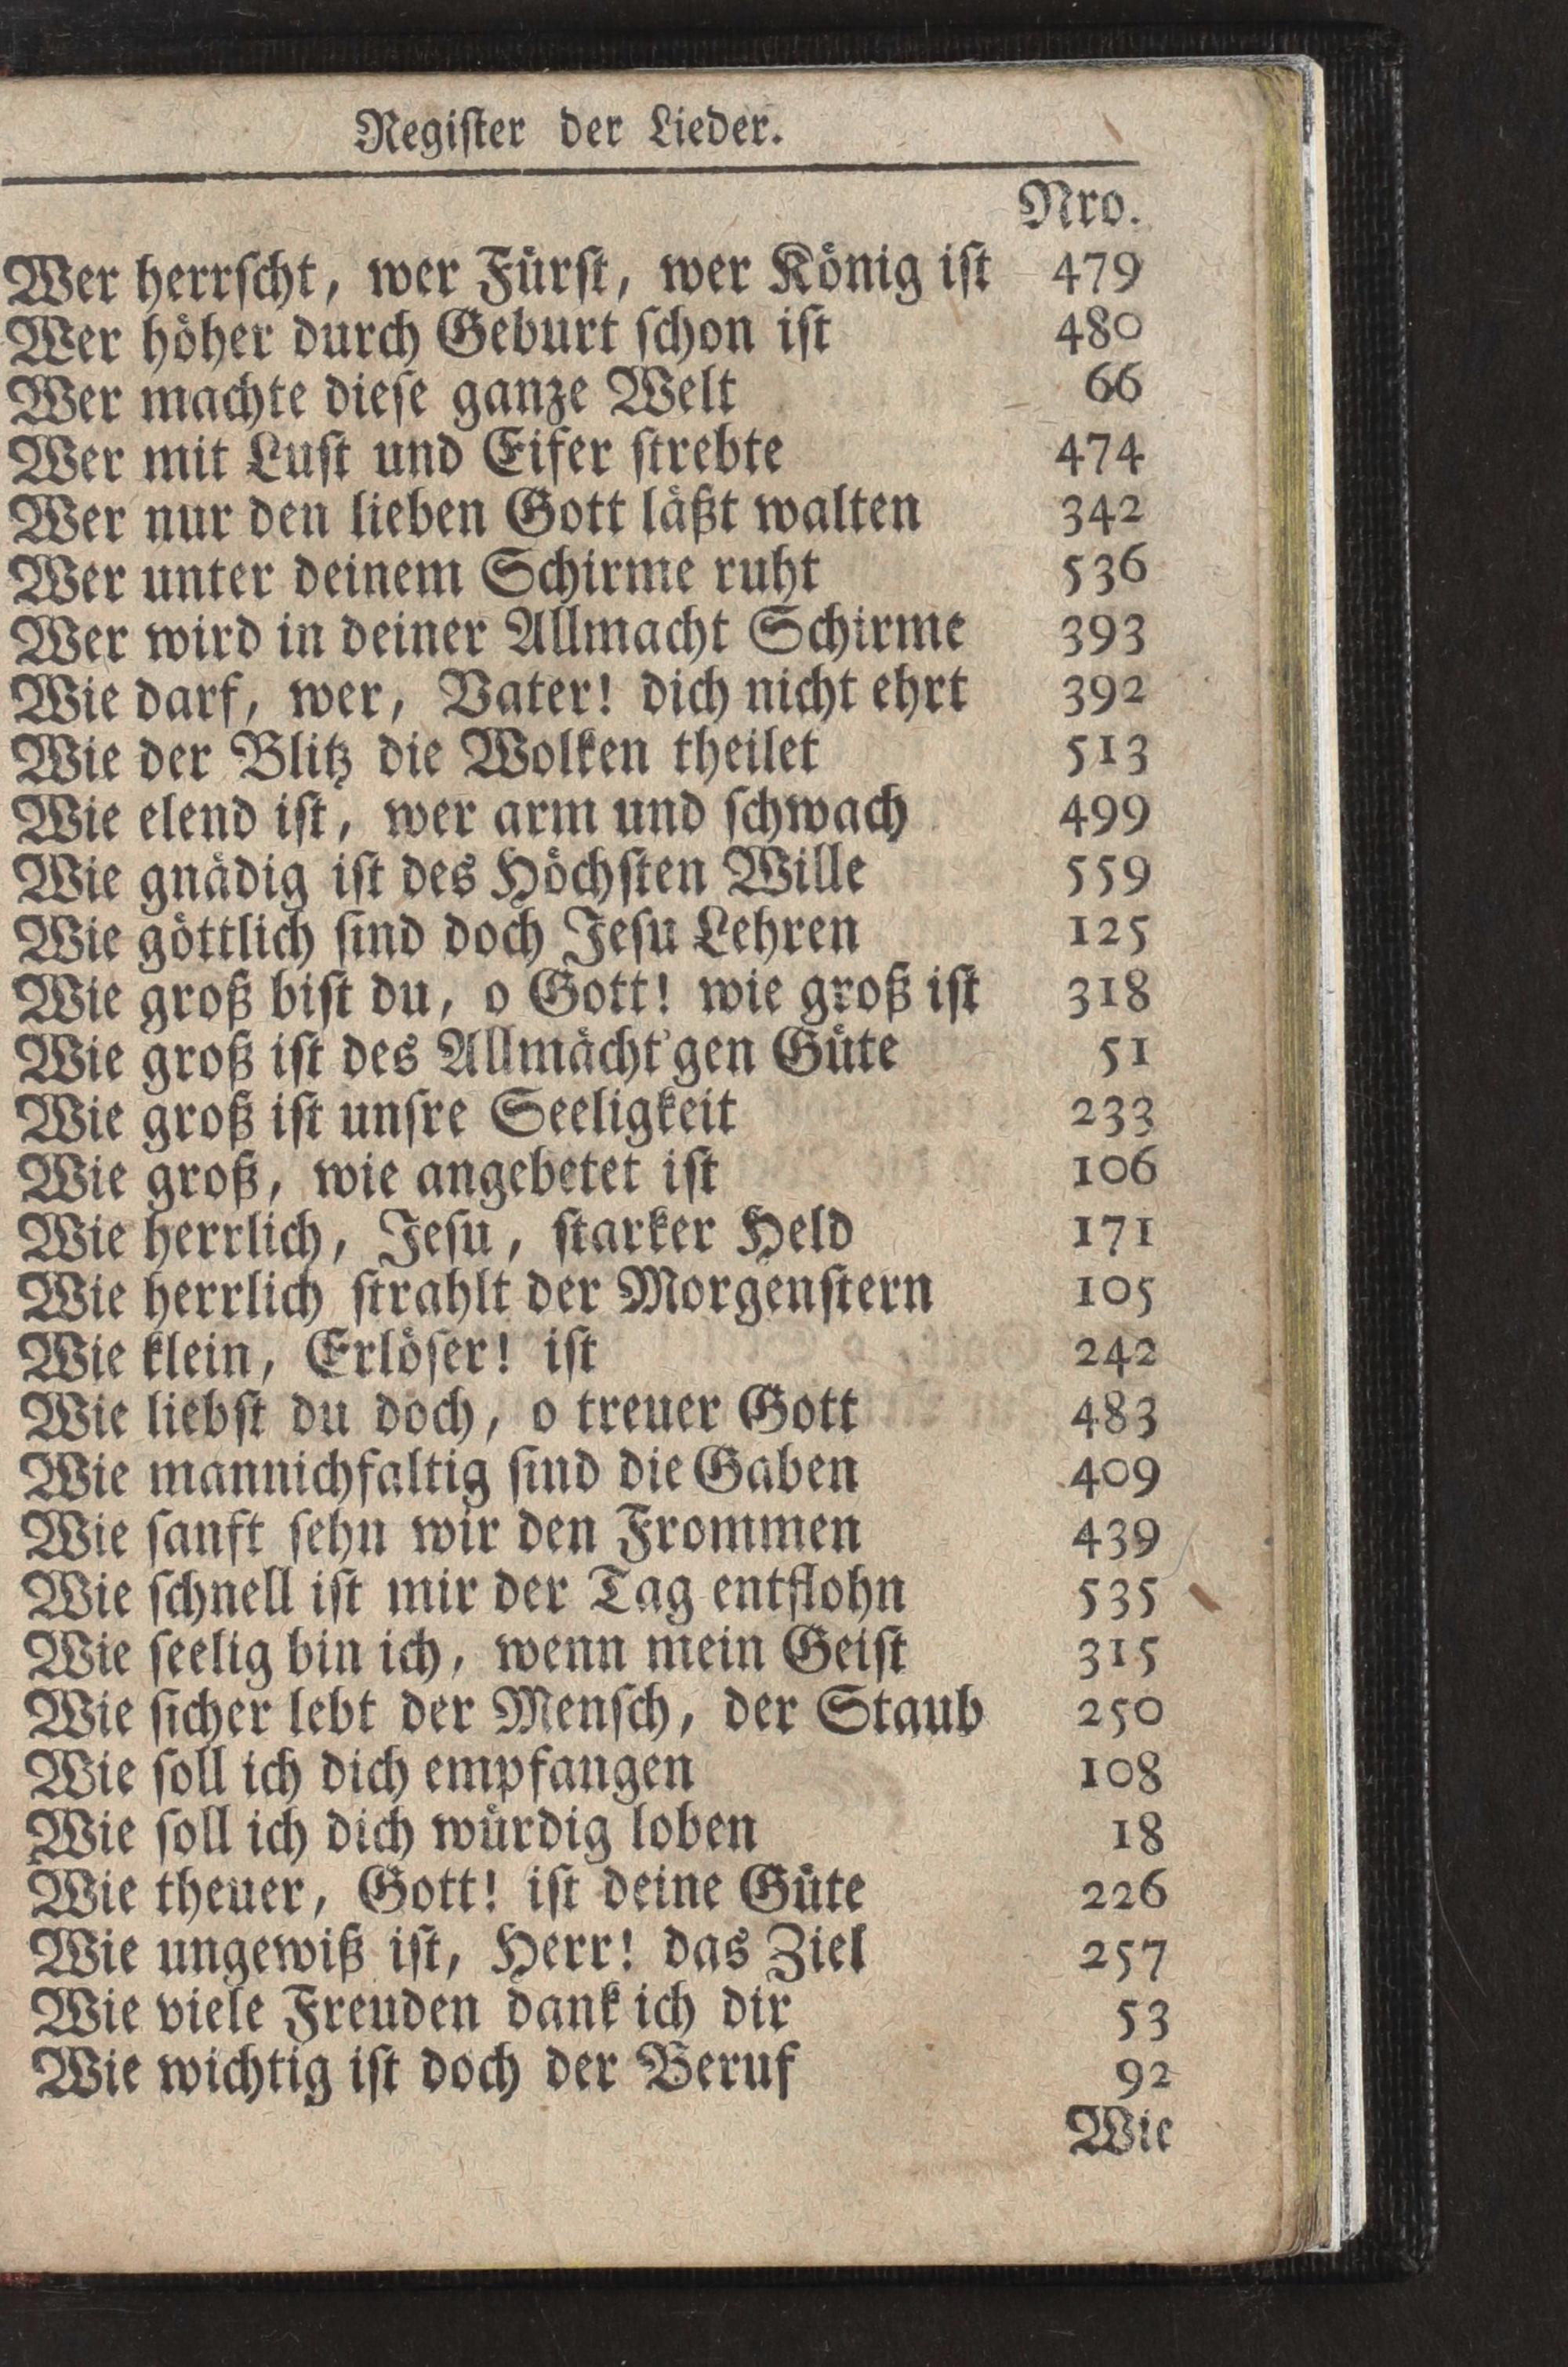 Register der Lieder.
Nro.
Wer herrscht, wer Fürst, wer König ist 479
Wer höher durch Geburt schon ist 480
Wer machte diese ganze Welt 66
Wer mit Lust und Eifer strebte 474
Wer nur den lieben Gott läßt walten 342
Wer unter deinem Schirme ruht 536
Wer wird in deiner Allmacht Schirme 393
Wie darf, wer, Vater! dich nicht ehrt 392
Wie der Blitz die Wolken theilet 513
Wie elend ist, wer arm und schwach 499
Wie gnädig ist des Höchsten Wille 559
Wie göttlich sind doch Jesu Lehren 125
Wie groß bist du, o Gott! wie groß ist 318
Wie groß ist des Allmächt'gen Güte 51
Wie groß ist unsre Seeligkeit 233
Wie groß, wie angebetet ist 106
Wie herrlich, Jesu, starker Held 171
Wie herrlich strahlt der Morgenstern 105
Wie klein, Erlöser! ist 242
Wie liebst du doch, o treuer Gott 483
Wie mannichfaltig sind die Gaben 409
Wie sanft sehn wir den Frommen 439
Wie schnell ist mir der Tag entflohn 535
Wie seelig bin ich, wenn mein Geist 315
Wie sicher lebt der Mensch, der Staub 250
Wie soll ich dich empfangen 108
Wie soll ich dich würdig loben 18
Wie theuer, Gott! ist deine Güte 226
Wie ungewiß ist, Herr! das Ziel 257
Wie viele Freuden dank ich dir 53
Wie wichtig ist doch der Beruf 92
Wie